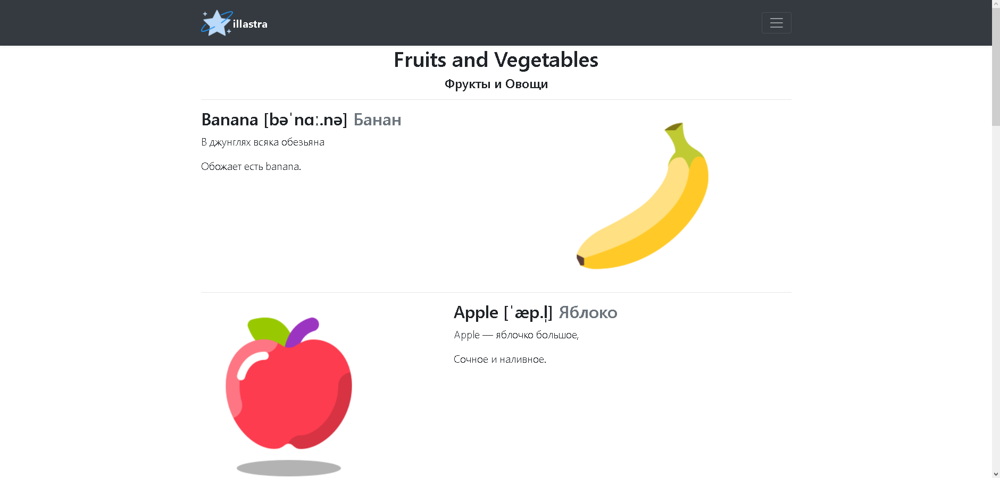 illastra
Fruits and Vegetables
Фрукты и Овощи
Banana [bəˈnɑː.nə] Банан
В джунглях всяка обезьяна
Обожает есть banana.
Apple [ˈæp.l̩] Яблоко
Apple — яблочко большое,
Сочное и наливное.